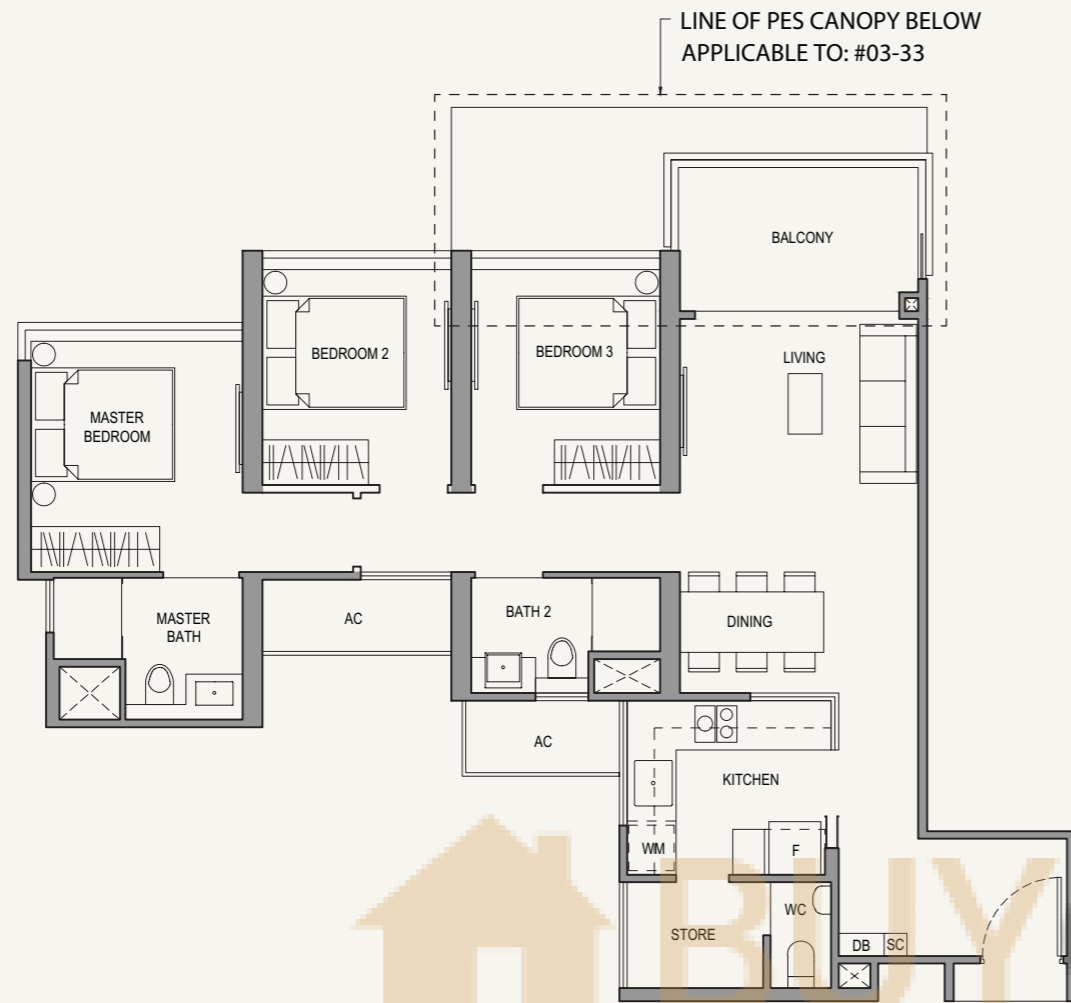 LINE OF PES CANOPY BELOW
APPLICABLE TO: #03-33
BALCONY
BEDROOM 2
BEDROOM 3
LIVING
MASTER
BEDROOM
MASTER
BATH
AC
BATH 2
DINING
AC
KITCHEN
WM
F
WC
STORE
DB
SC
BUY